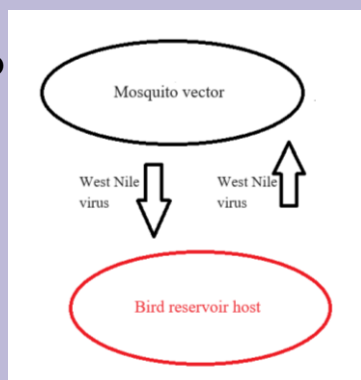 Mosquito vector
West Nile West Nile
virus virus
Bird reservoir host